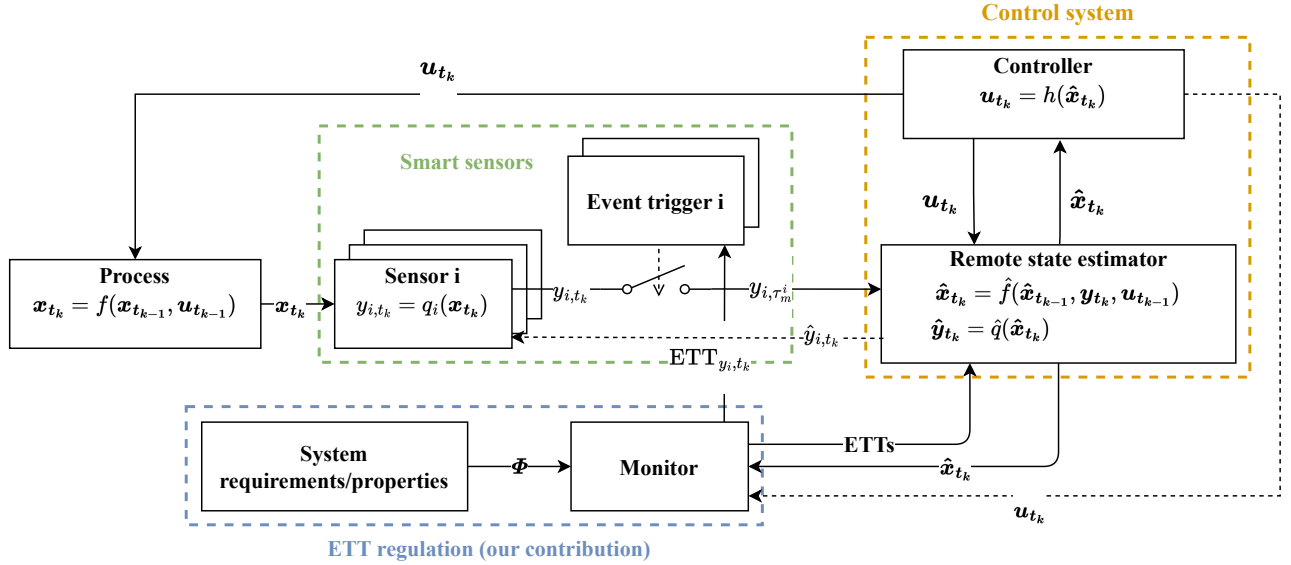 Control system
Controller
𝒖_{t_k} = h(𝒙̂_{t_k})
𝒖_{t_k}
Smart sensors
Event trigger i
𝒖_{t_k}
𝒙̂_{t_k}
Process
𝒙_{t_k} = f(𝒙_{t_{k-1}}, 𝒖_{t_{k-1}})
𝒙_{t_k}
Sensor i
y_{i,t_k} = q_i(𝒙_{t_k})
y_{i,t_k}
y_{i,τ_m^i}
Remote state estimator
𝒙̂_{t_k} = f̂(𝒙̂_{t_{k-1}}, 𝒚_{t_k}, 𝒖_{t_{k-1}})
𝒚̂_{t_k} = q̂(𝒙̂_{t_k})
ŷ_{i,t_k}
ETT_{y_i,t_k}
System
requirements/properties
Φ
Monitor
ETTs
𝒙̂_{t_k}
𝒖_{t_k}
ETT regulation (our contribution)